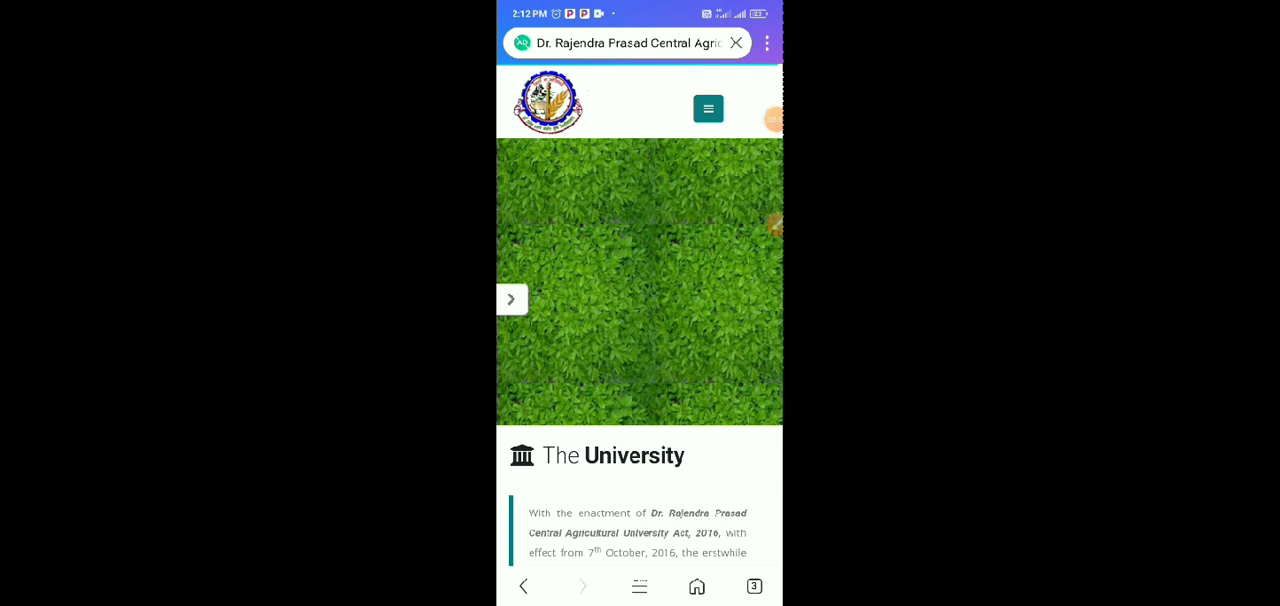 2:12 PM
Dr. Rajendra Prasad Central Agric
The University
With the enactment of Dr. Rajendra Prasad
Central Agricultural University Act, 2016, with
effect from 7th October, 2016, the erstwhile
3